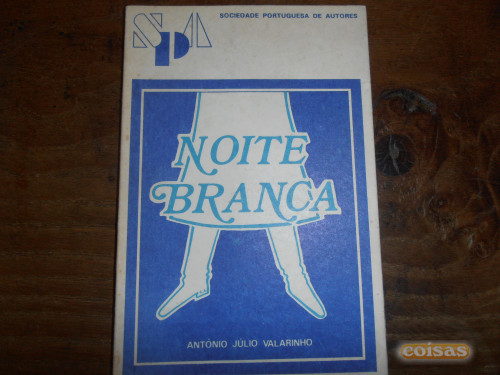 SPA
SOCIEDADE PORTUGUESA DE AUTORES
NOITE
BRANCA
ANTÓNIO JÚLIO VALARINHO
coisas